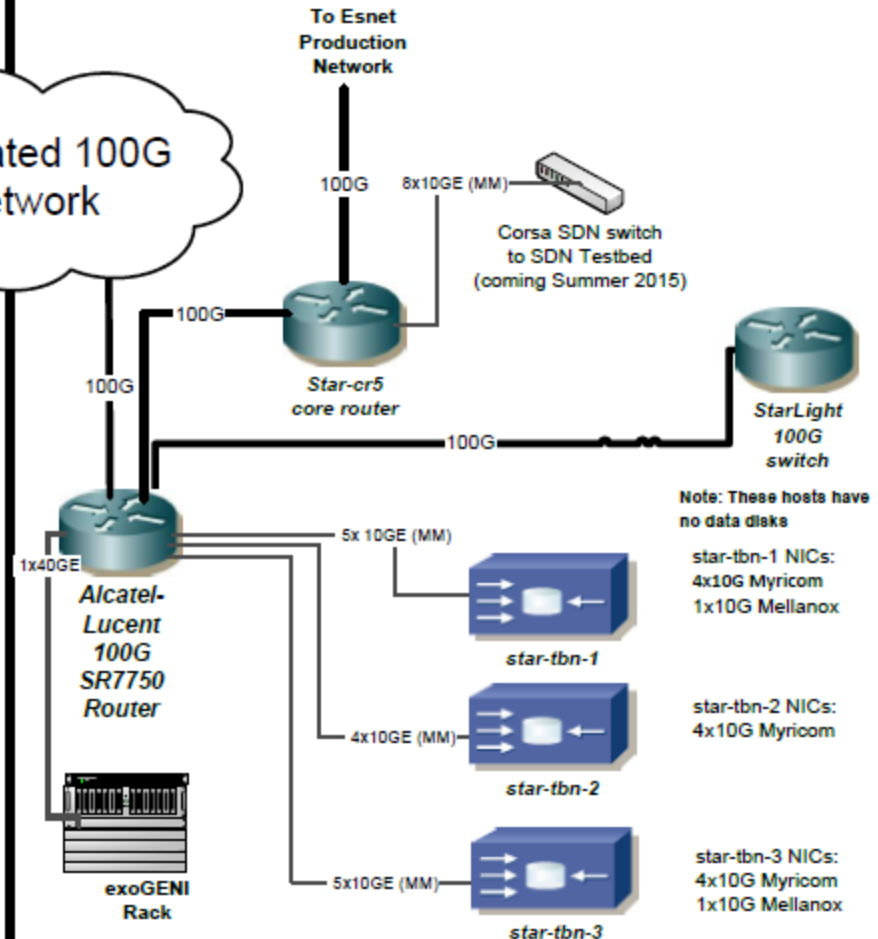 To Esnet
Production
Network
100G
8x10GE (MM)
Corsa SDN switch
to SDN Testbed
(coming Summer 2015)
100G
network
100G
Star-cr5
core router
100G
100G
StarLight
100G
switch
Note: These hosts have
no data disks
5x 10GE (MM)
star-tbn-1 NICs:
4x10G Myricom
1x10G Mellanox
star-tbn-1
1x40GE
Alcatel-
Lucent
100G
SR7750
Router
4x10GE (MM)
star-tbn-2 NICs:
4x10G Myricom
star-tbn-2
exoGENI
Rack
5x10GE (MM)
star-tbn-3 NICs:
4x10G Myricom
1x10G Mellanox
star-tbn-3